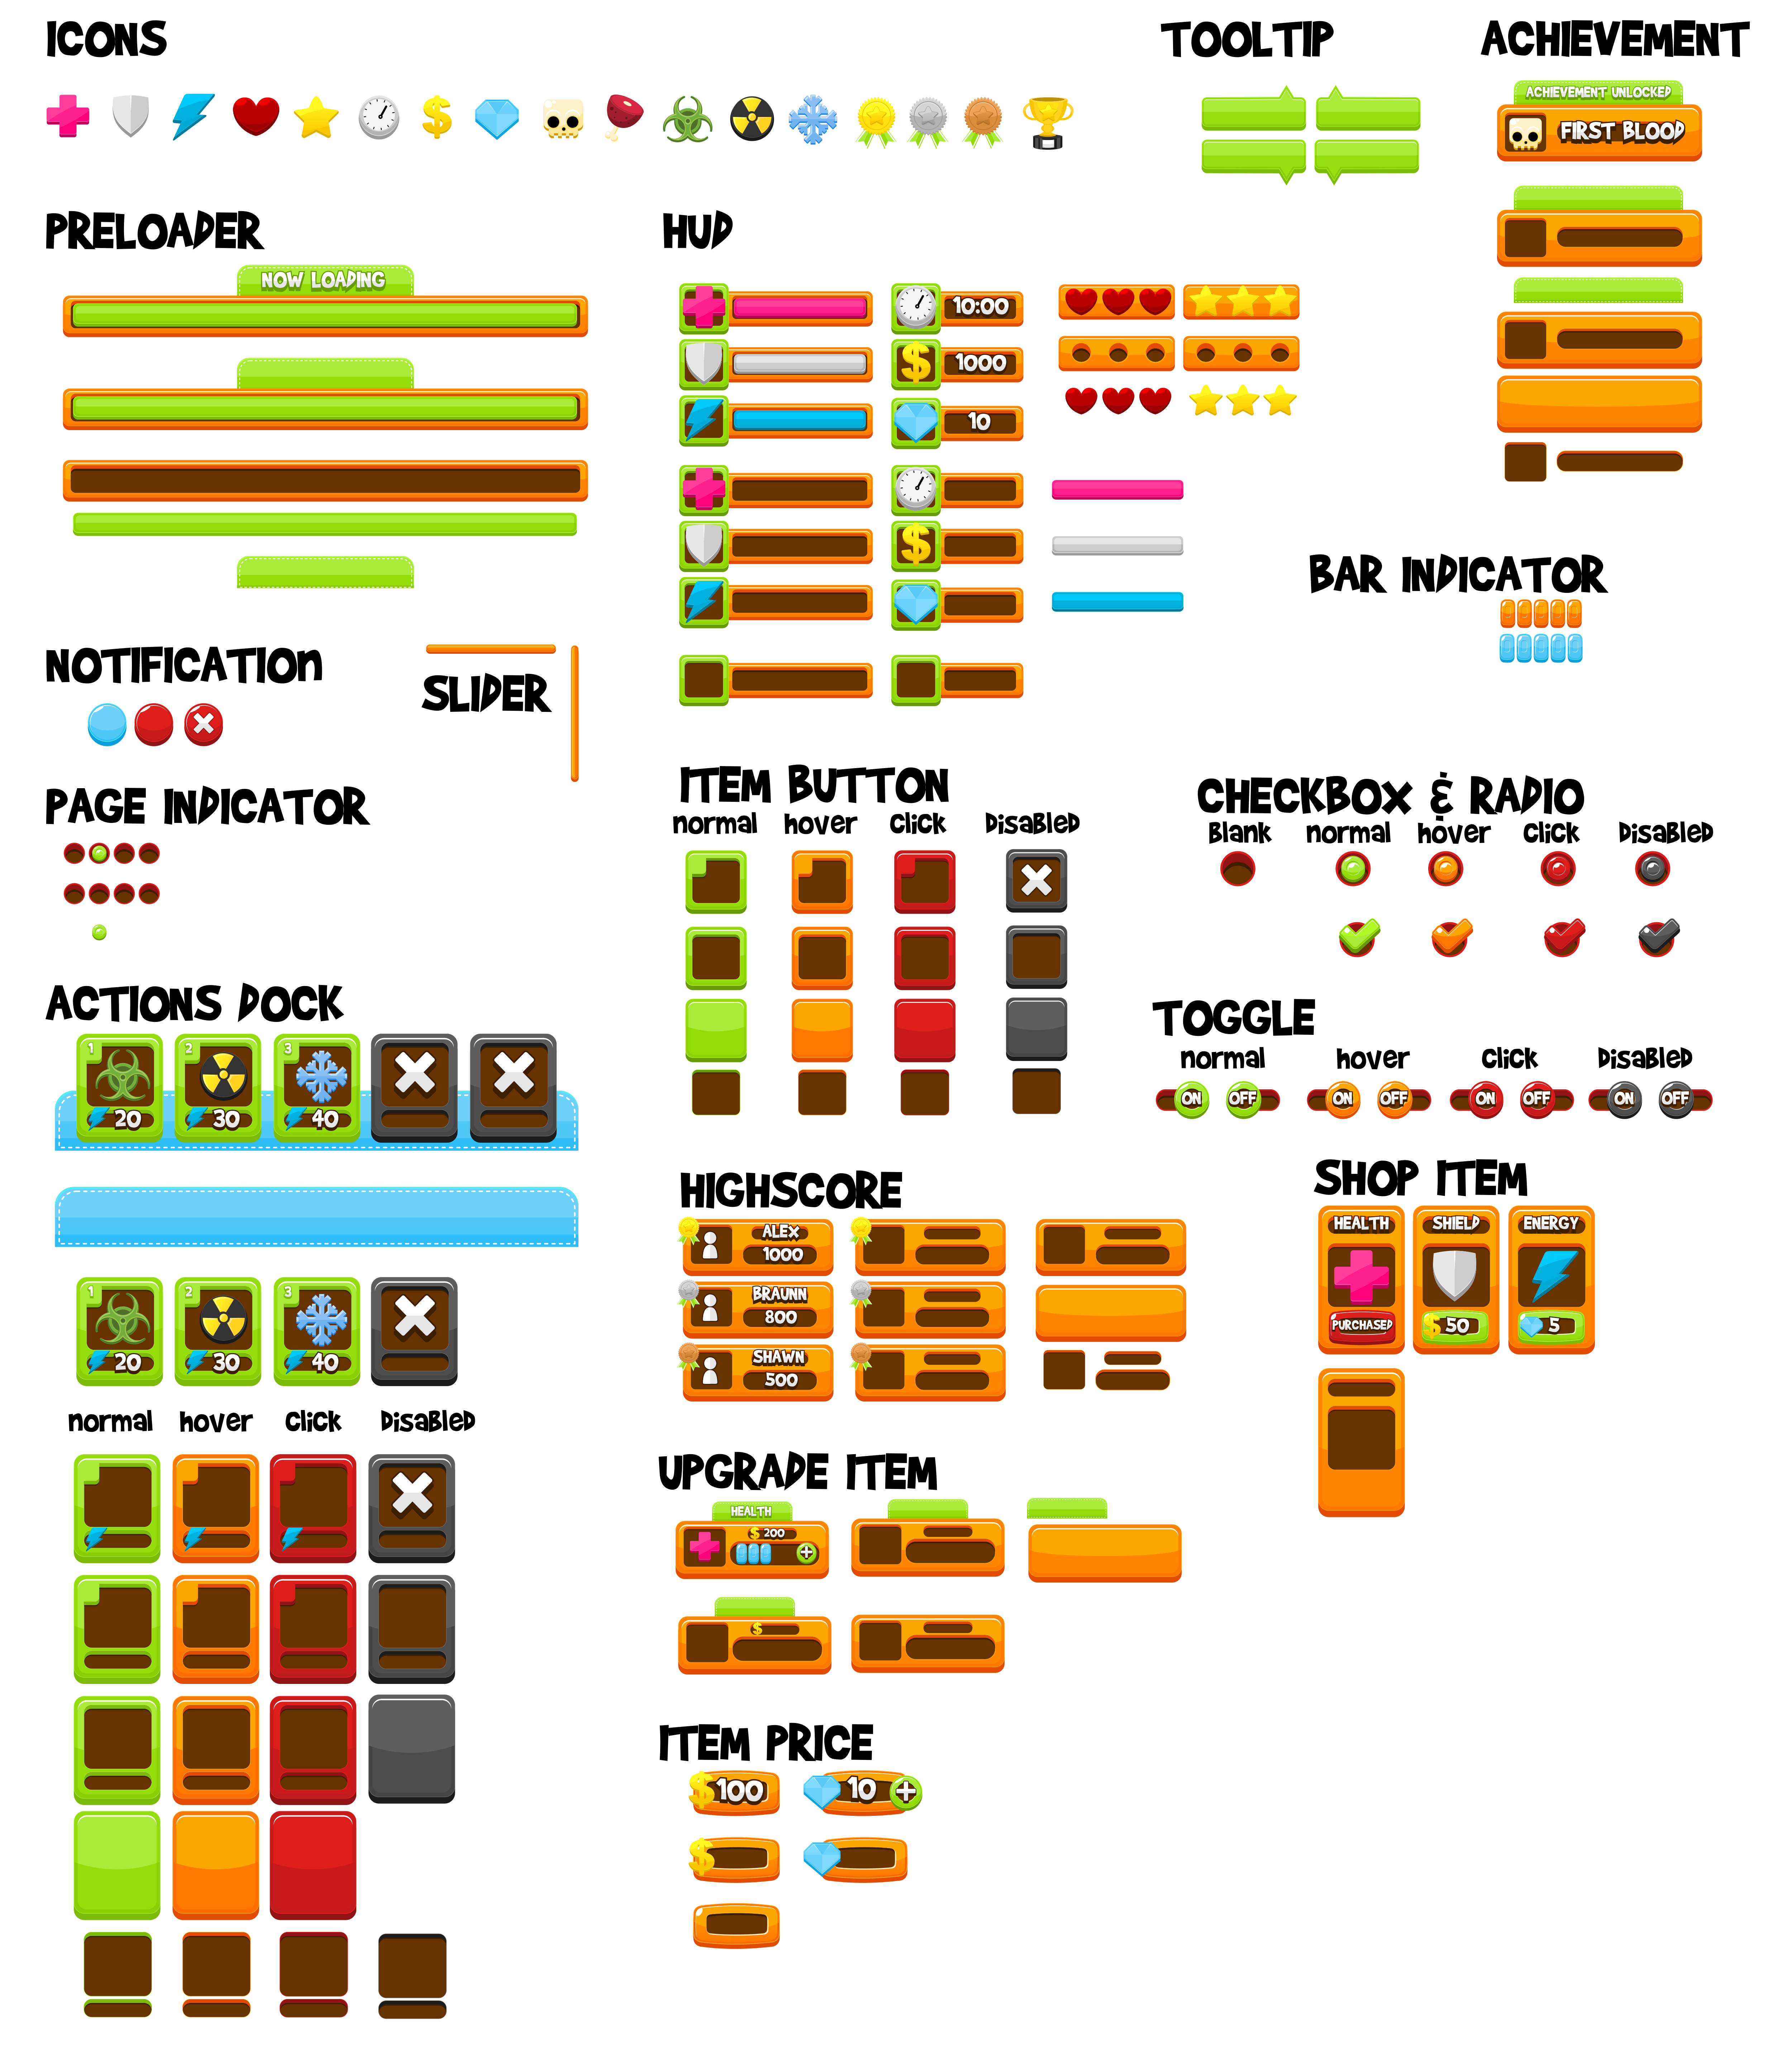 ICONS
TOOLTIP
ACHIEVEMENT
ACHIEVEMENT UNLOCKED
FIRST BLOOD
PRELOADER
NOW LOADING
HUD
10:00
$ 1000
10
$
BAR INDICATOR
NOTIFICATIOn
SLIDER
PAGE INDICATOR
ITEM BUTTON
normal hover Click DisaBleD
CHECKBOX & RADIO
Blank normal hover Click DisaBleD
ACTIONS DOCK
1 2 3
20 30 40
TOGGLE
normal hover Click DisaBleD
ON OFF ON OFF ON OFF ON OFF
1 2 3
20 30 40
normal hover Click DisaBleD
HIGHSCORE
ALEX
1000
BRAUNN
800
SHAWN
500
SHOP ITEM
HEALTH SHIELD ENERGY
PURCHASED $ 50 5
UPGRADE ITEM
HEALTH
$ 200
$
ITEM PRICE
$100 10
$